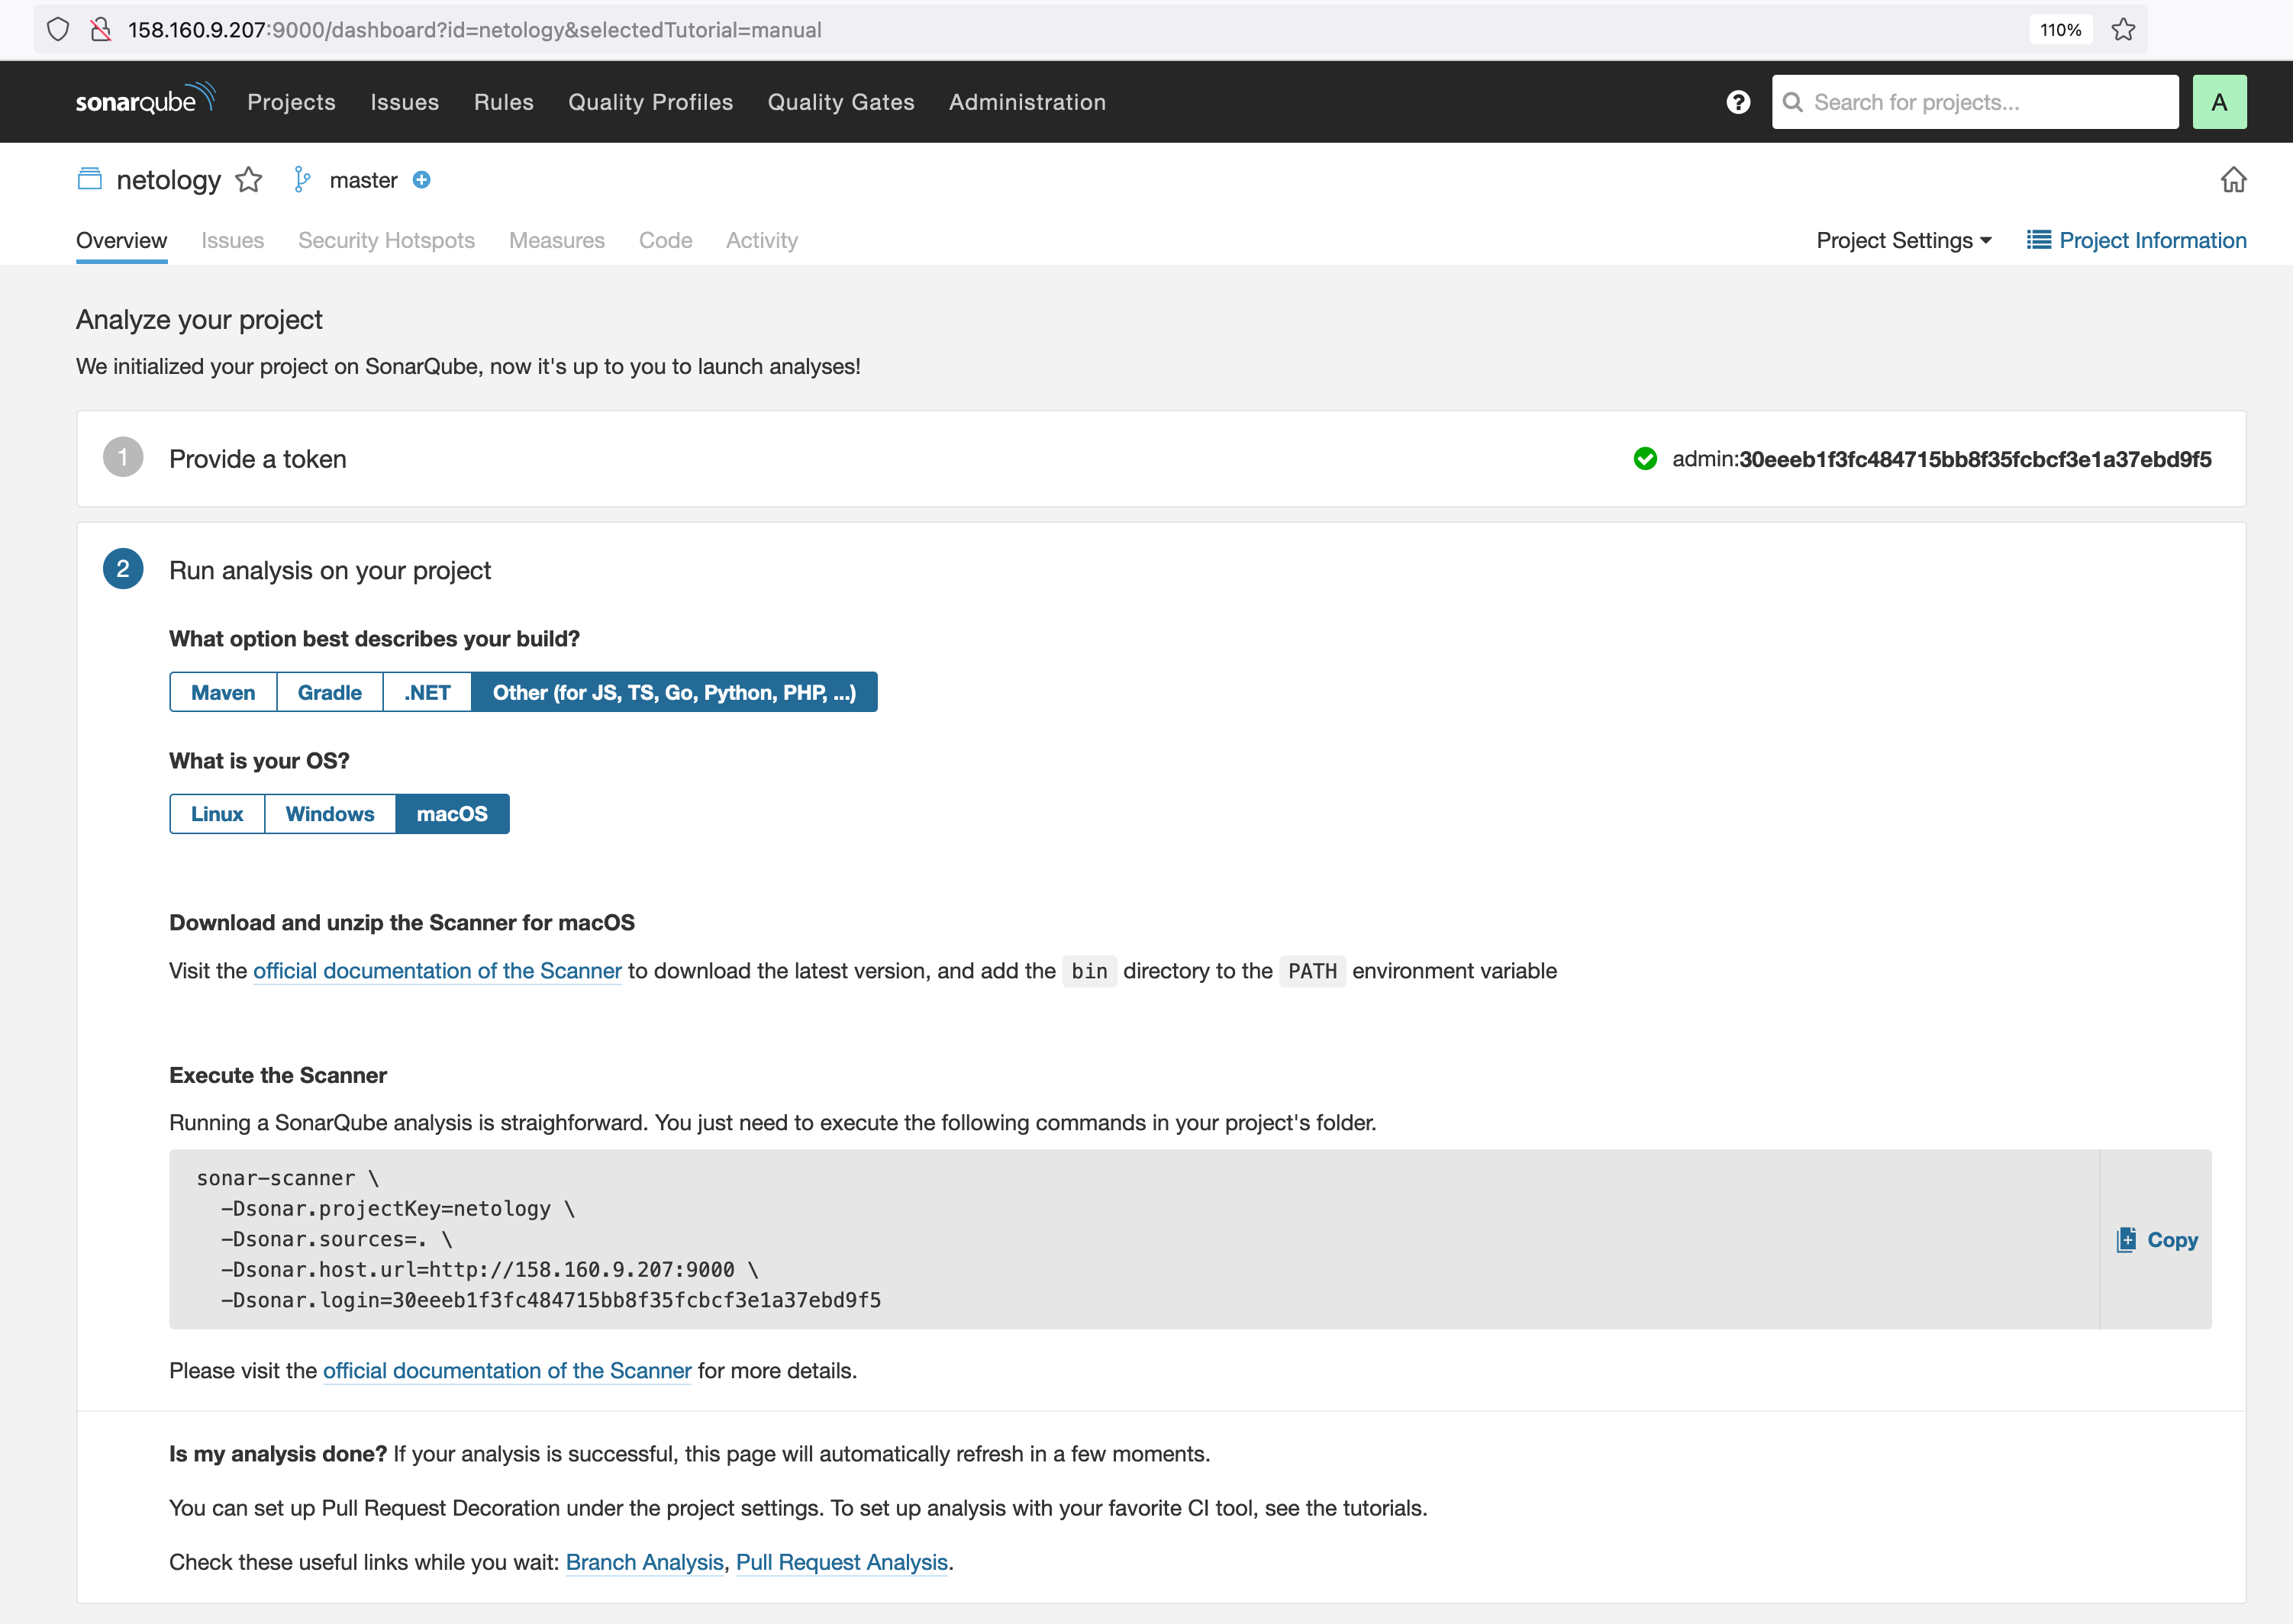 158.160.9.207:9000/dashboard?id=netology&selectedTutorial=manual 110%
sonarqube Projects Issues Rules Quality Profiles Quality Gates Administration ? Search for projects... A
netology master
Overview Issues Security Hotspots Measures Code Activity Project Settings Project Information
Analyze your project
We initialized your project on SonarQube, now it's up to you to launch analyses!
1 Provide a token admin:30eeeb1f3fc484715bb8f35fcbcf3e1a37ebd9f5
2 Run analysis on your project
What option best describes your build?
Maven Gradle .NET Other (for JS, TS, Go, Python, PHP, ...)
What is your OS?
Linux Windows macOS
Download and unzip the Scanner for macOS
Visit the official documentation of the Scanner to download the latest version, and add the bin directory to the PATH environment variable
Execute the Scanner
Running a SonarQube analysis is straighforward. You just need to execute the following commands in your project's folder.
sonar-scanner \
-Dsonar.projectKey=netology \
-Dsonar.sources=. \
-Dsonar.host.url=http://158.160.9.207:9000 \
-Dsonar.login=30eeeb1f3fc484715bb8f35fcbcf3e1a37ebd9f5
Copy
Please visit the official documentation of the Scanner for more details.
Is my analysis done? If your analysis is successful, this page will automatically refresh in a few moments.
You can set up Pull Request Decoration under the project settings. To set up analysis with your favorite CI tool, see the tutorials.
Check these useful links while you wait: Branch Analysis, Pull Request Analysis.